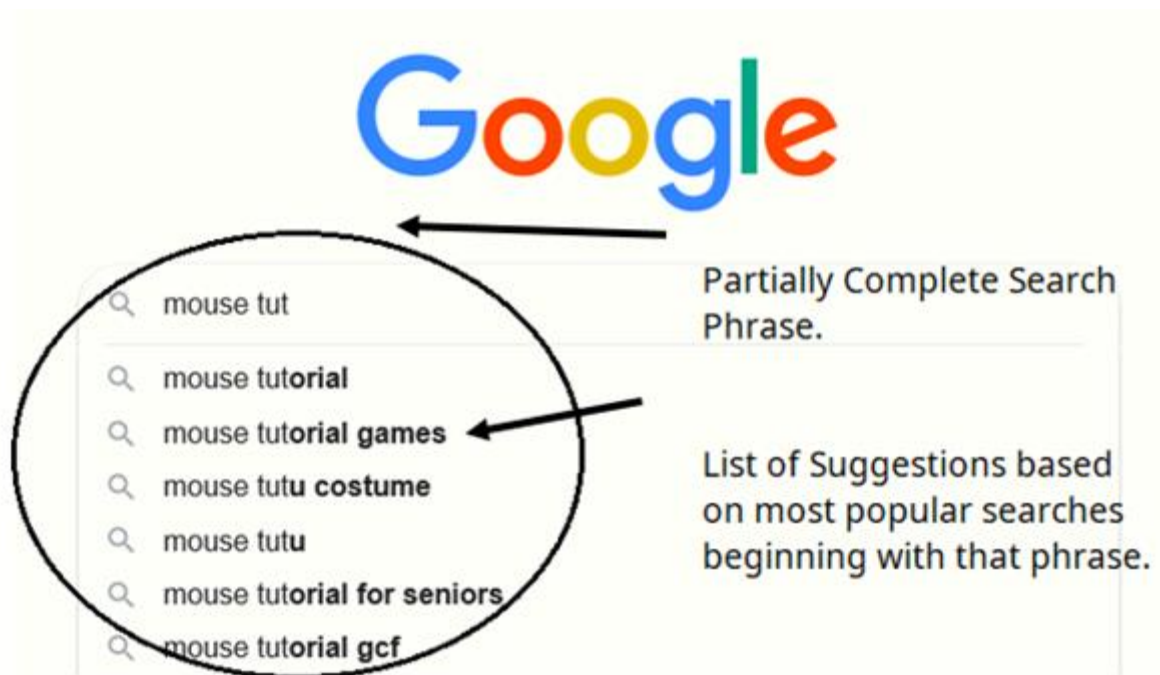 Google
mouse tut
Partially Complete Search
Phrase.
mouse tutorial
mouse tutorial games
mouse tutu costume
mouse tutu
mouse tutorial for seniors
mouse tutorial gcf
List of Suggestions based
on most popular searches
beginning with that phrase.